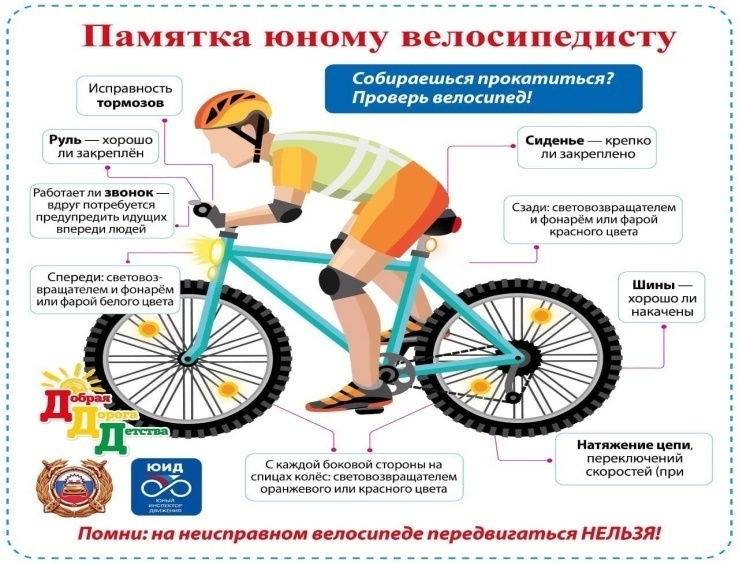 Памятка юному велосипедисту
Собираешься прокатиться?
Проверь велосипед!
Исправность
тормозов
Руль — хорошо
ли закреплён
Работает ли звонок —
вдруг потребуется
предупредить идущих
впереди людей
Спереди: световоз-
вращателем и фонарём
или фарой белого цвета
Сиденье — крепко
ли закреплено
Сзади: световозвращателем
и фонарём или фарой
красного цвета
Шины —
хорошо ли
накачены
Натяжение цепи,
переключений
скоростей (при
С каждой боковой стороны на
спицах колёс: световозвращателем
оранжевого или красного цвета
Добрая
Дорога
Детства
ЮИД
ЮНЫЙ
ИНСПЕКТОР
ДВИЖЕНИЯ
Помни: на неисправном велосипеде передвигаться НЕЛЬЗЯ!